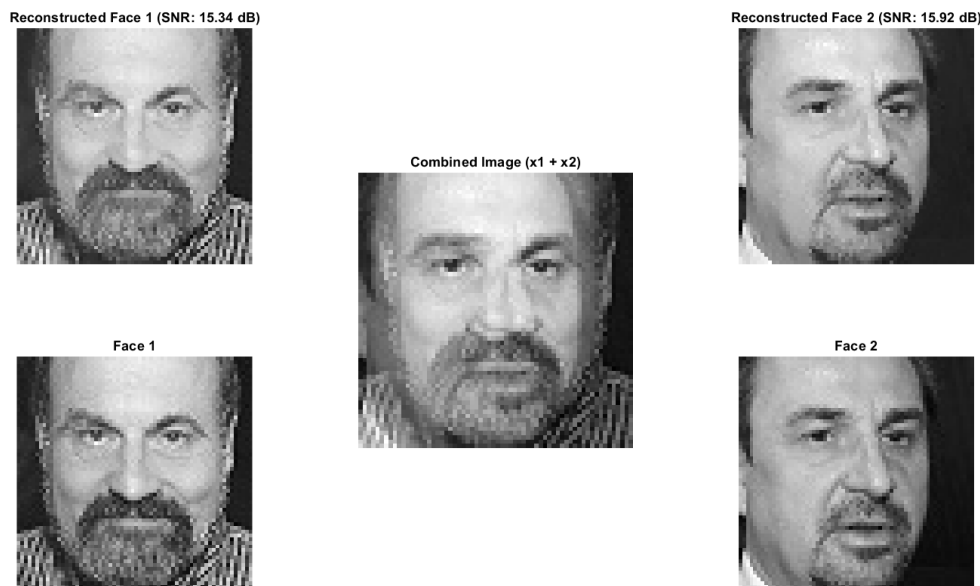 Reconstructed Face 1 (SNR: 15.34 dB)
Reconstructed Face 2 (SNR: 15.92 dB)
Combined Image (x1 + x2)
Face 1
Face 2